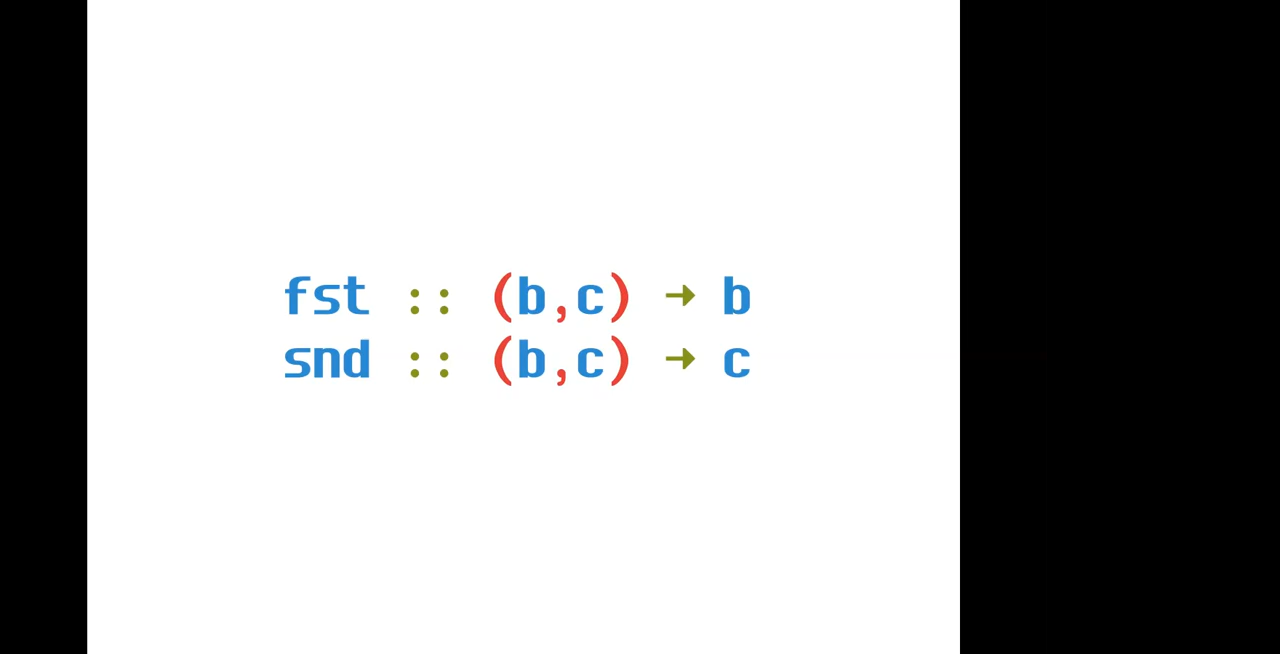 fst :: (b,c) → b
snd :: (b,c) → c